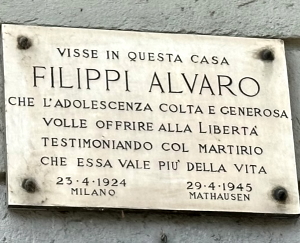 VISSE IN QUESTA CASA
FILIPPI ALVARO
CHE L'ADOLESCENZA COLTA E GENEROSA
VOLLE OFFRIRE ALLA LIBERTÀ
TESTIMONIANDO COL MARTIRIO
CHE ESSA VALE PIU' DELLA VITA
23·4·1924 29·4·1945
MILANO MATHAUSEN